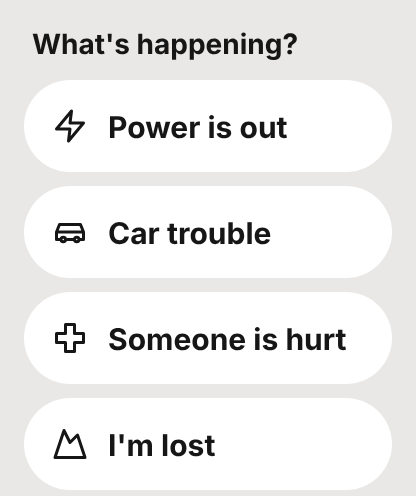 What's happening?
Power is out
Car trouble
Someone is hurt
I'm lost